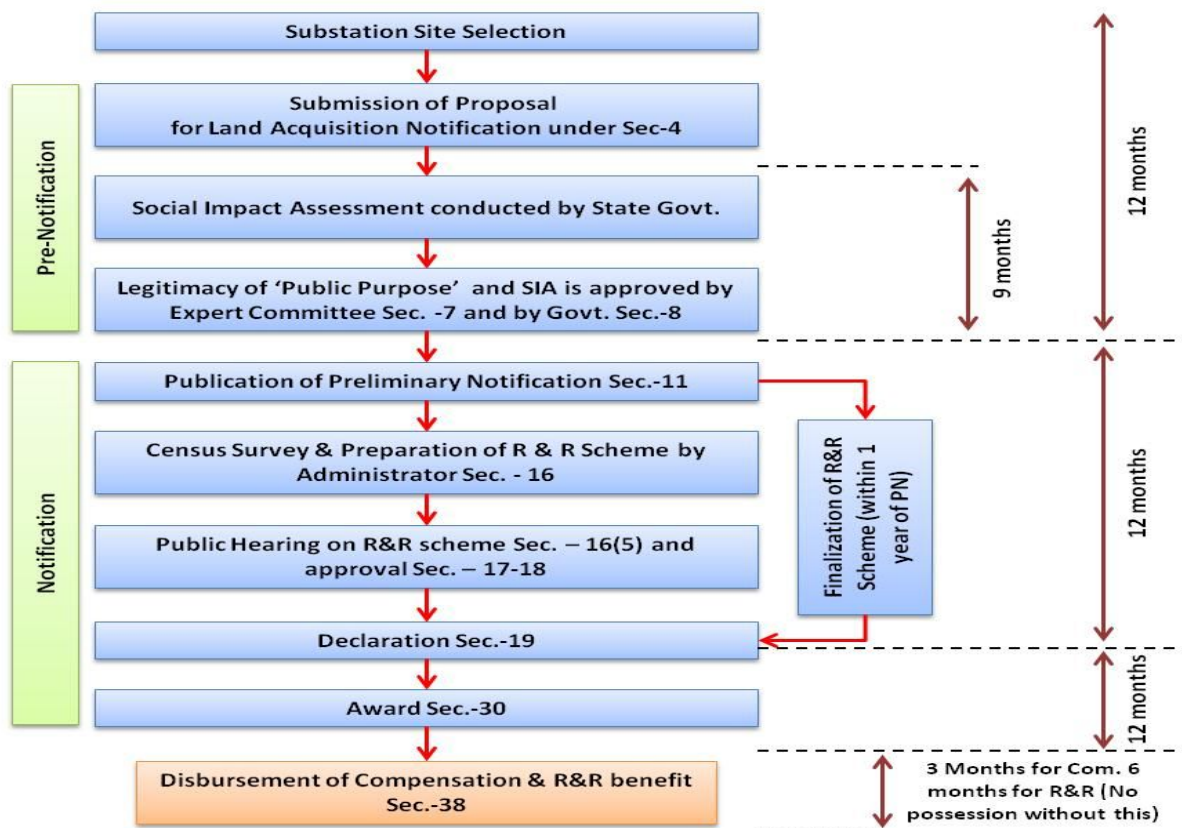 Substation Site Selection
Pre-Notification
Submission of Proposal
for Land Acquisition Notification under Sec-4
Social Impact Assessment conducted by State Govt.
Legitimacy of ‘Public Purpose’ and SIA is approved by
Expert Committee Sec. -7 and by Govt. Sec.-8
9 months
12 months
Notification
Publication of Preliminary Notification Sec.-11
Census Survey & Preparation of R & R Scheme by
Administrator Sec. - 16
Public Hearing on R&R scheme Sec. – 16(5) and
approval Sec. – 17-18
Declaration Sec.-19
Finalization of R&R
Scheme (within 1
year of PN)
12 months
Award Sec.-30
12 months
Disbursement of Compensation & R&R benefit
Sec.-38
3 Months for Com. 6
months for R&R (No
possession without this)